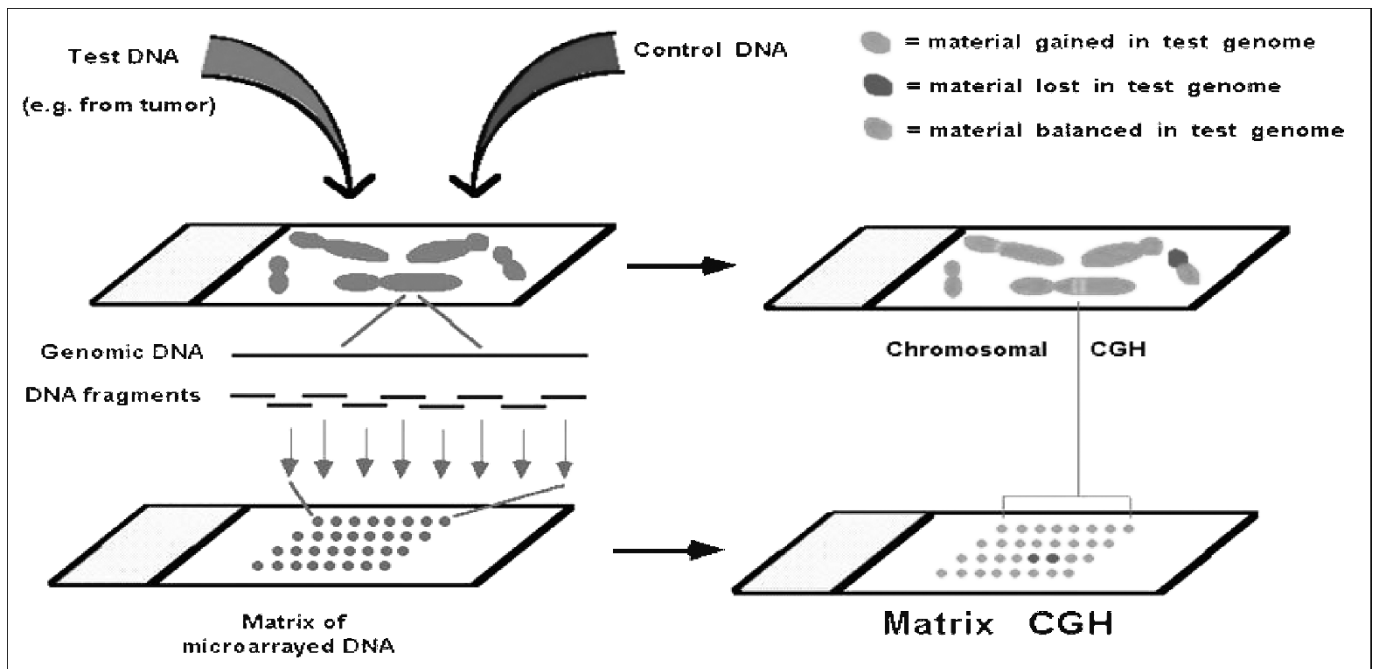 Test DNA
(e.g. from tumor)
Control DNA
= material gained in test genome
= material lost in test genome
= material balanced in test genome
Genomic DNA
DNA fragments
Chromosomal CGH
Matrix of
microarrayed DNA
Matrix CGH